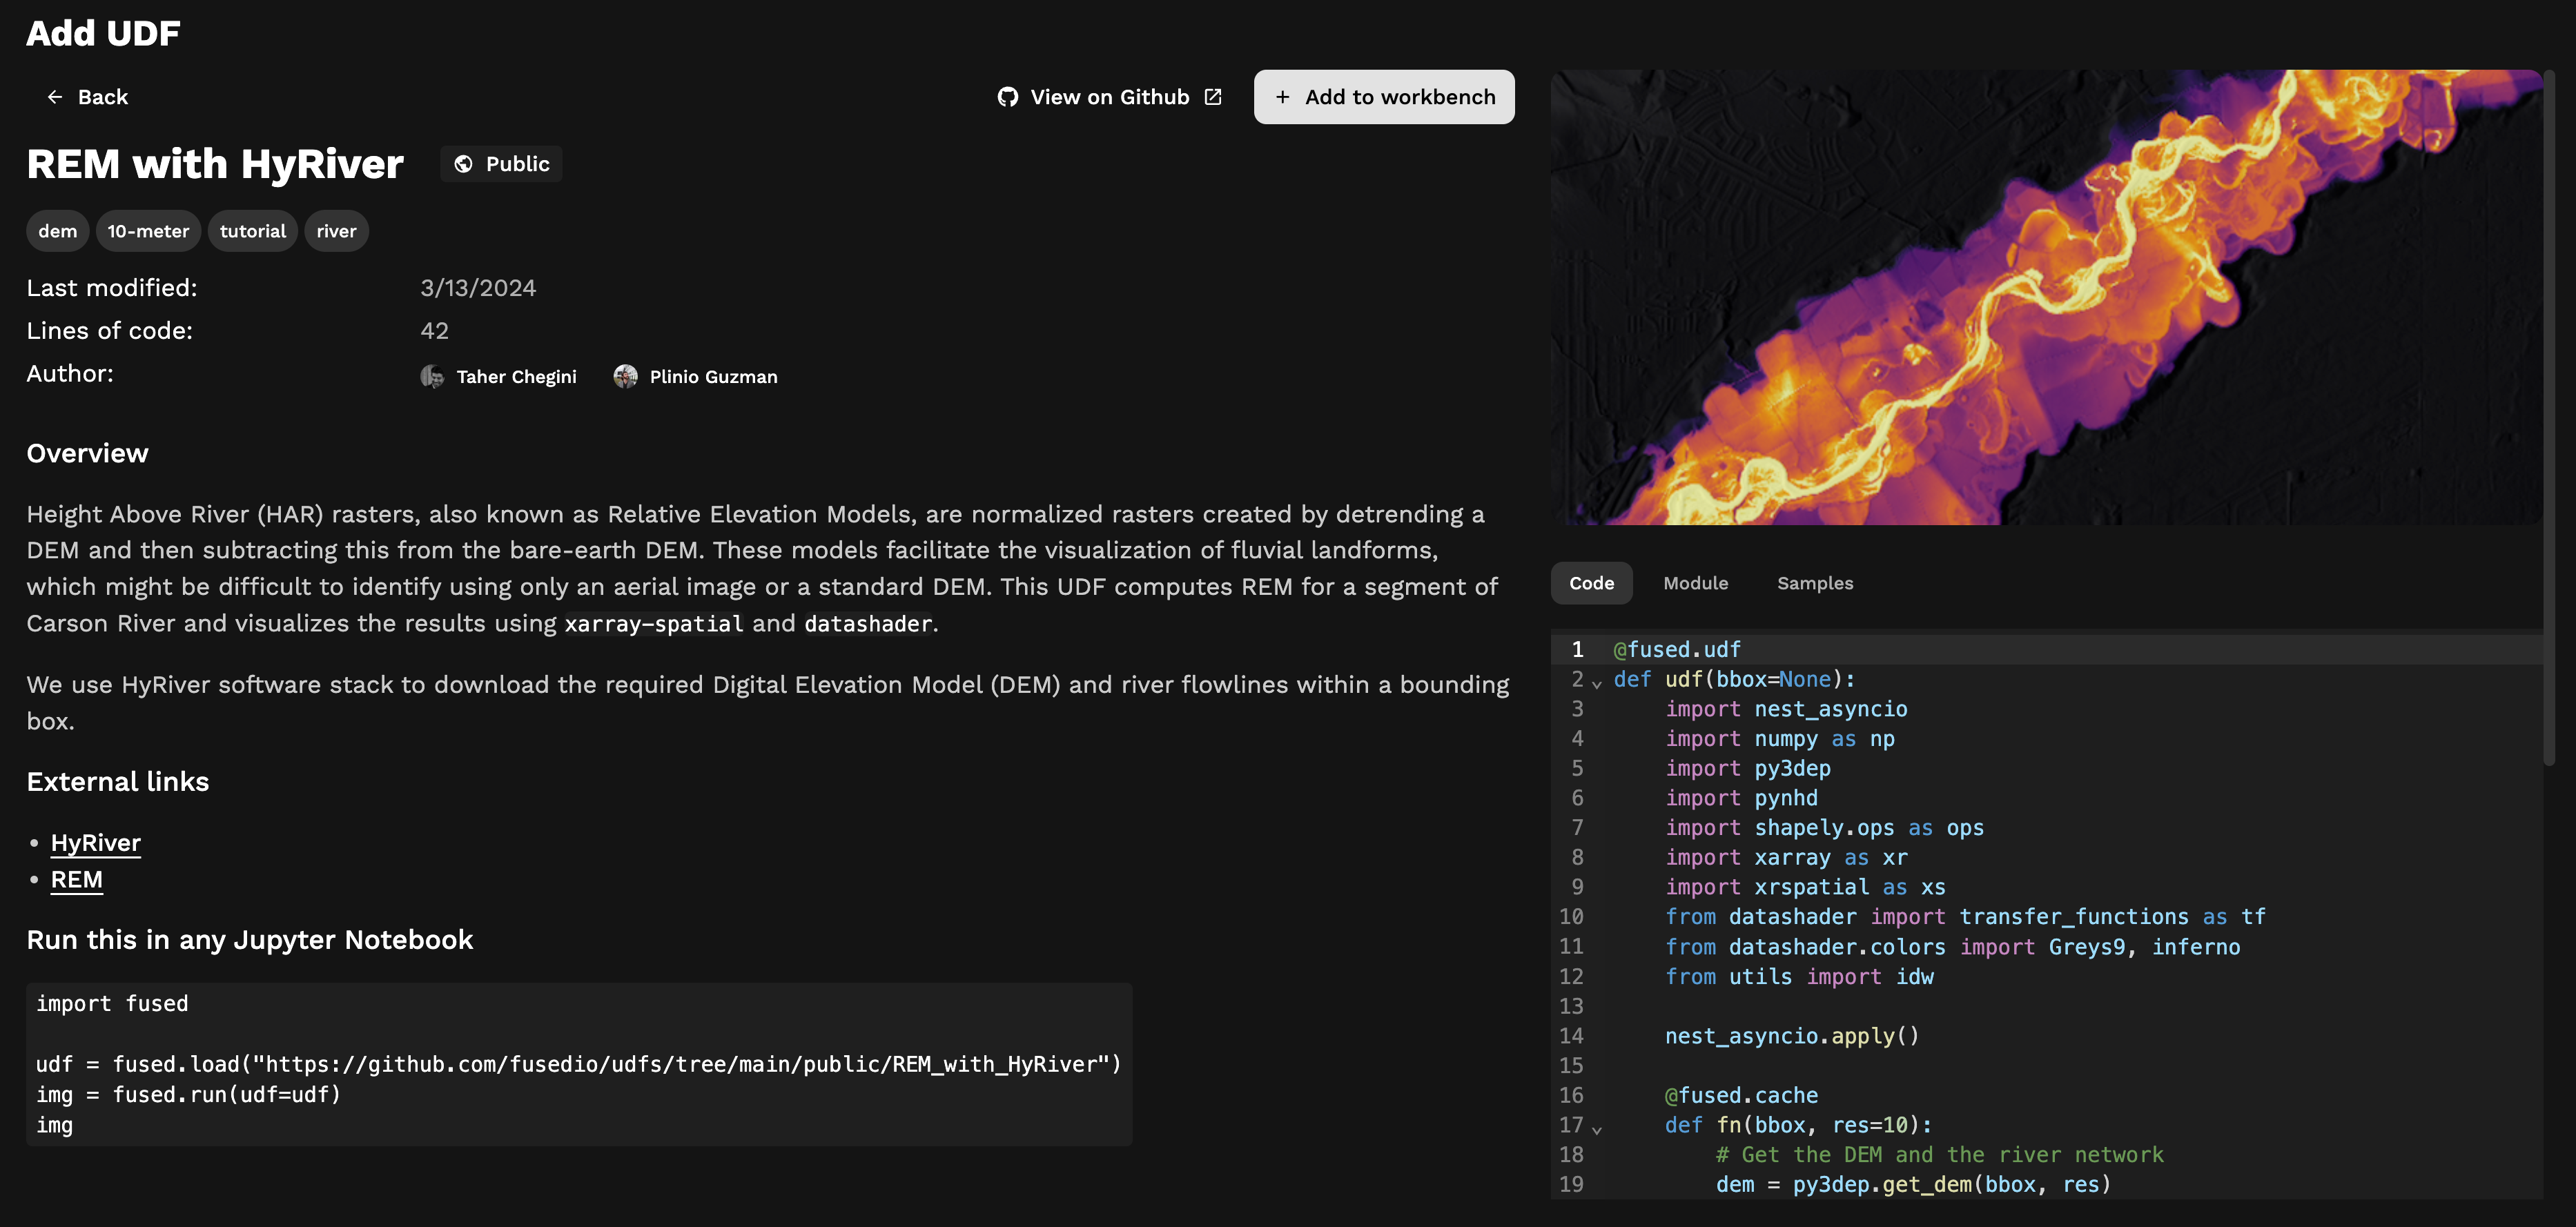 Add UDF
Back
View on Github
+ Add to workbench
REM with HyRiver
Public
dem
10-meter
tutorial
river
Last modified: 3/13/2024
Lines of code: 42
Author: Taher Chegini Plinio Guzman
Overview
Height Above River (HAR) rasters, also known as Relative Elevation Models, are normalized rasters created by detrending a
DEM and then subtracting this from the bare-earth DEM. These models facilitate the visualization of fluvial landforms,
which might be difficult to identify using only an aerial image or a standard DEM. This UDF computes REM for a segment of
Carson River and visualizes the results using xarray-spatial and datashader.
We use HyRiver software stack to download the required Digital Elevation Model (DEM) and river flowlines within a bounding
box.
External links
• HyRiver
• REM
Run this in any Jupyter Notebook
import fused
udf = fused.load("https://github.com/fusedio/udfs/tree/main/public/REM_with_HyRiver")
img = fused.run(udf=udf)
img
Code
Module
Samples
1 @fused.udf
2 def udf(bbox=None):
3 import nest_asyncio
4 import numpy as np
5 import py3dep
6 import pynhd
7 import shapely.ops as ops
8 import xarray as xr
9 import xrspatial as xs
10 from datashader import transfer_functions as tf
11 from datashader.colors import Greys9, inferno
12 from utils import idw
13
14 nest_asyncio.apply()
15
16 @fused.cache
17 def fn(bbox, res=10):
18 # Get the DEM and the river network
19 dem = py3dep.get_dem(bbox, res)